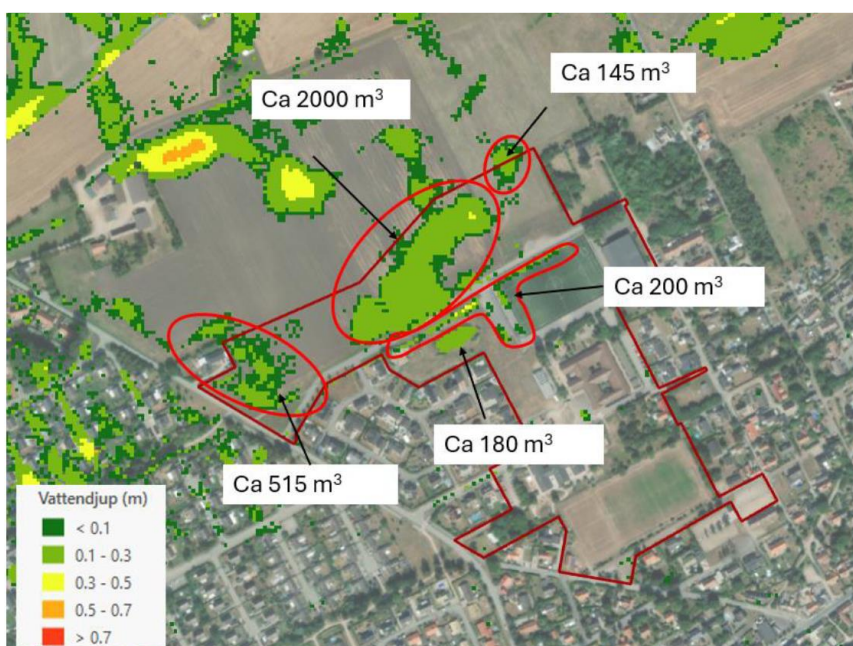 Ca 145 m³
Ca 2000 m³
Ca 200 m³
Ca 180 m³
Ca 515 m³
Vattendjup (m)
< 0.1
0.1 - 0.3
0.3 - 0.5
0.5 - 0.7
> 0.7